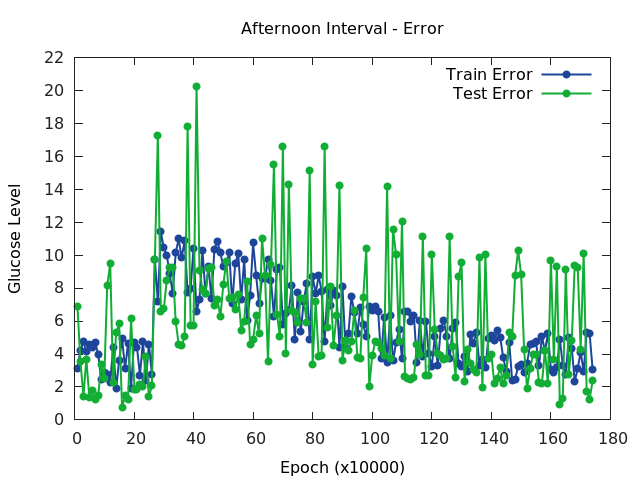 Afternoon Interval - Error
22
20
18
16
14
12
10
8
6
4
2
0
Glucose Level
Train Error
Test Error
0 20 40 60 80 100 120 140 160 180
Epoch (x10000)